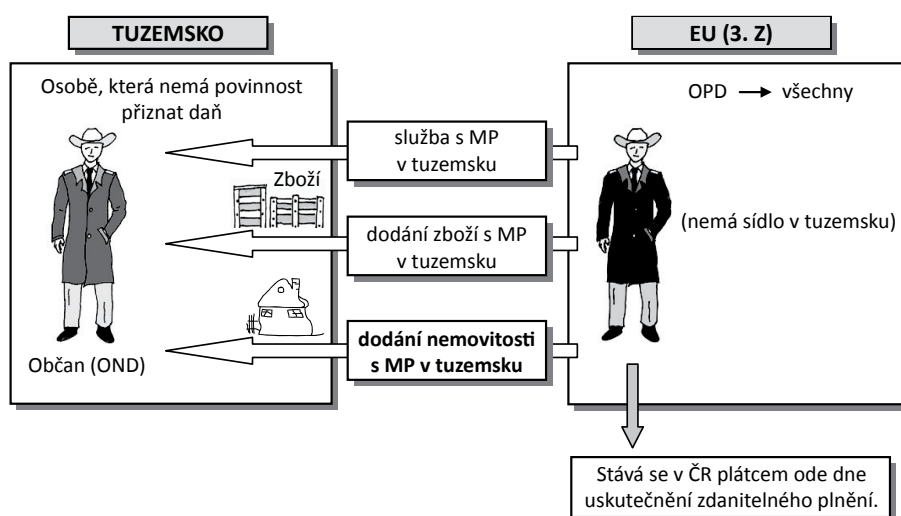 TUZEMSKO
EU (3. Z)
Osobě, která nemá povinnost
přiznat daň
OPD → všechny
služba s MP
v tuzemsku
Zboží
(nemá sídlo v tuzemsku)
dodání zboží s MP
v tuzemsku
dodání nemovitosti
s MP v tuzemsku
Občan (OND)
Stává se v ČR plátcem ode dne
uskutečnění zdanitelného plnění.